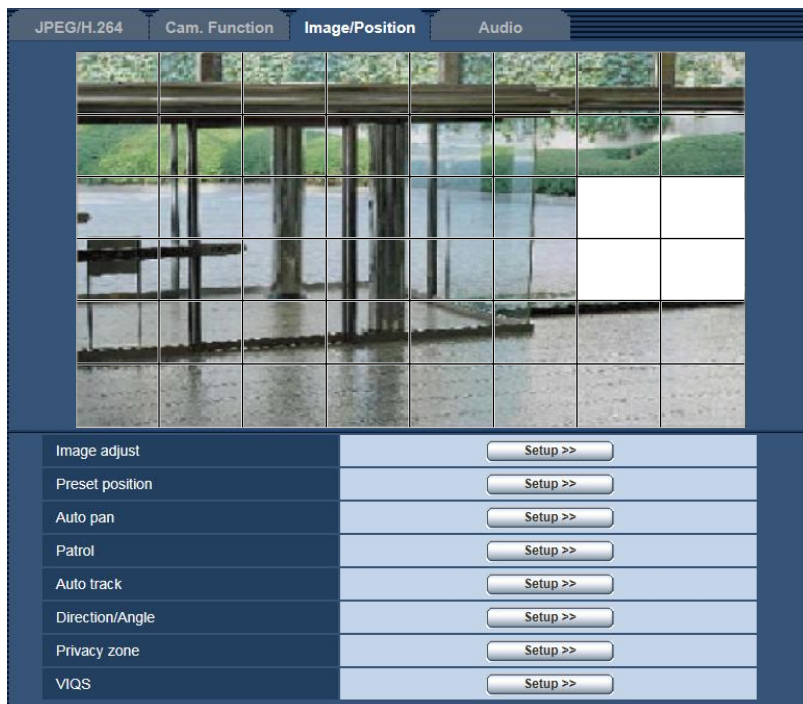 JPEG/H.264 Cam. Function Image/Position Audio
Image adjust Setup >>
Preset position Setup >>
Auto pan Setup >>
Patrol Setup >>
Auto track Setup >>
Direction/Angle Setup >>
Privacy zone Setup >>
VIQS Setup >>